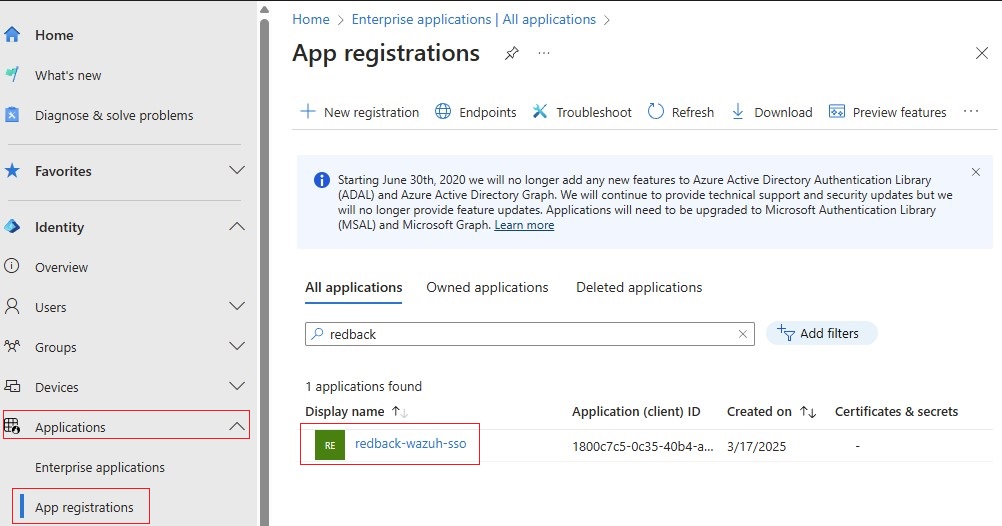 Home
What's new
Diagnose & solve problems
Favorites
Identity
Overview
Users
Groups
Devices
Applications
Enterprise applications
App registrations
Home > Enterprise applications | All applications >
App registrations
New registration Endpoints Troubleshoot Refresh Download Preview features
Starting June 30th, 2020 we will no longer add any new features to Azure Active Directory Authentication Library
(ADAL) and Azure Active Directory Graph. We will continue to provide technical support and security updates but we
will no longer provide feature updates. Applications will need to be upgraded to Microsoft Authentication Library
(MSAL) and Microsoft Graph. Learn more
All applications Owned applications Deleted applications
redback Add filters
1 applications found
Display name Application (client) ID Created on Certificates & secrets
RE redback-wazuh-sso 1800c7c5-0c35-40b4-a... 3/17/2025 -